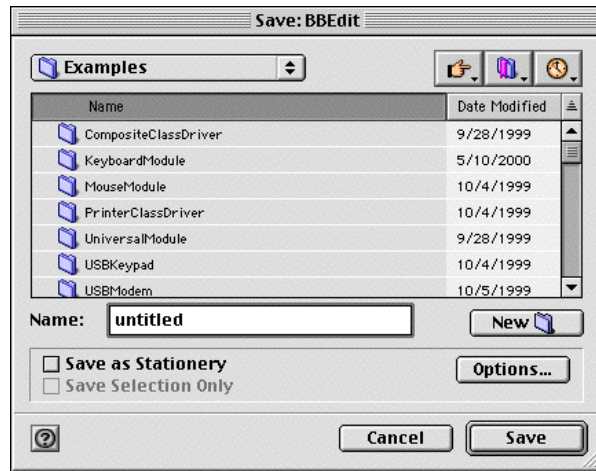 Save: BBEdit
Examples
Name Date Modified
CompositeClassDriver 9/28/1999
KeyboardModule 5/10/2000
MouseModule 10/4/1999
PrinterClassDriver 10/4/1999
UniversalModule 9/28/1999
USBKeypad 10/4/1999
USBModem 10/5/1999
Name: untitled New
Save as Stationery Options...
Save Selection Only
? Cancel Save